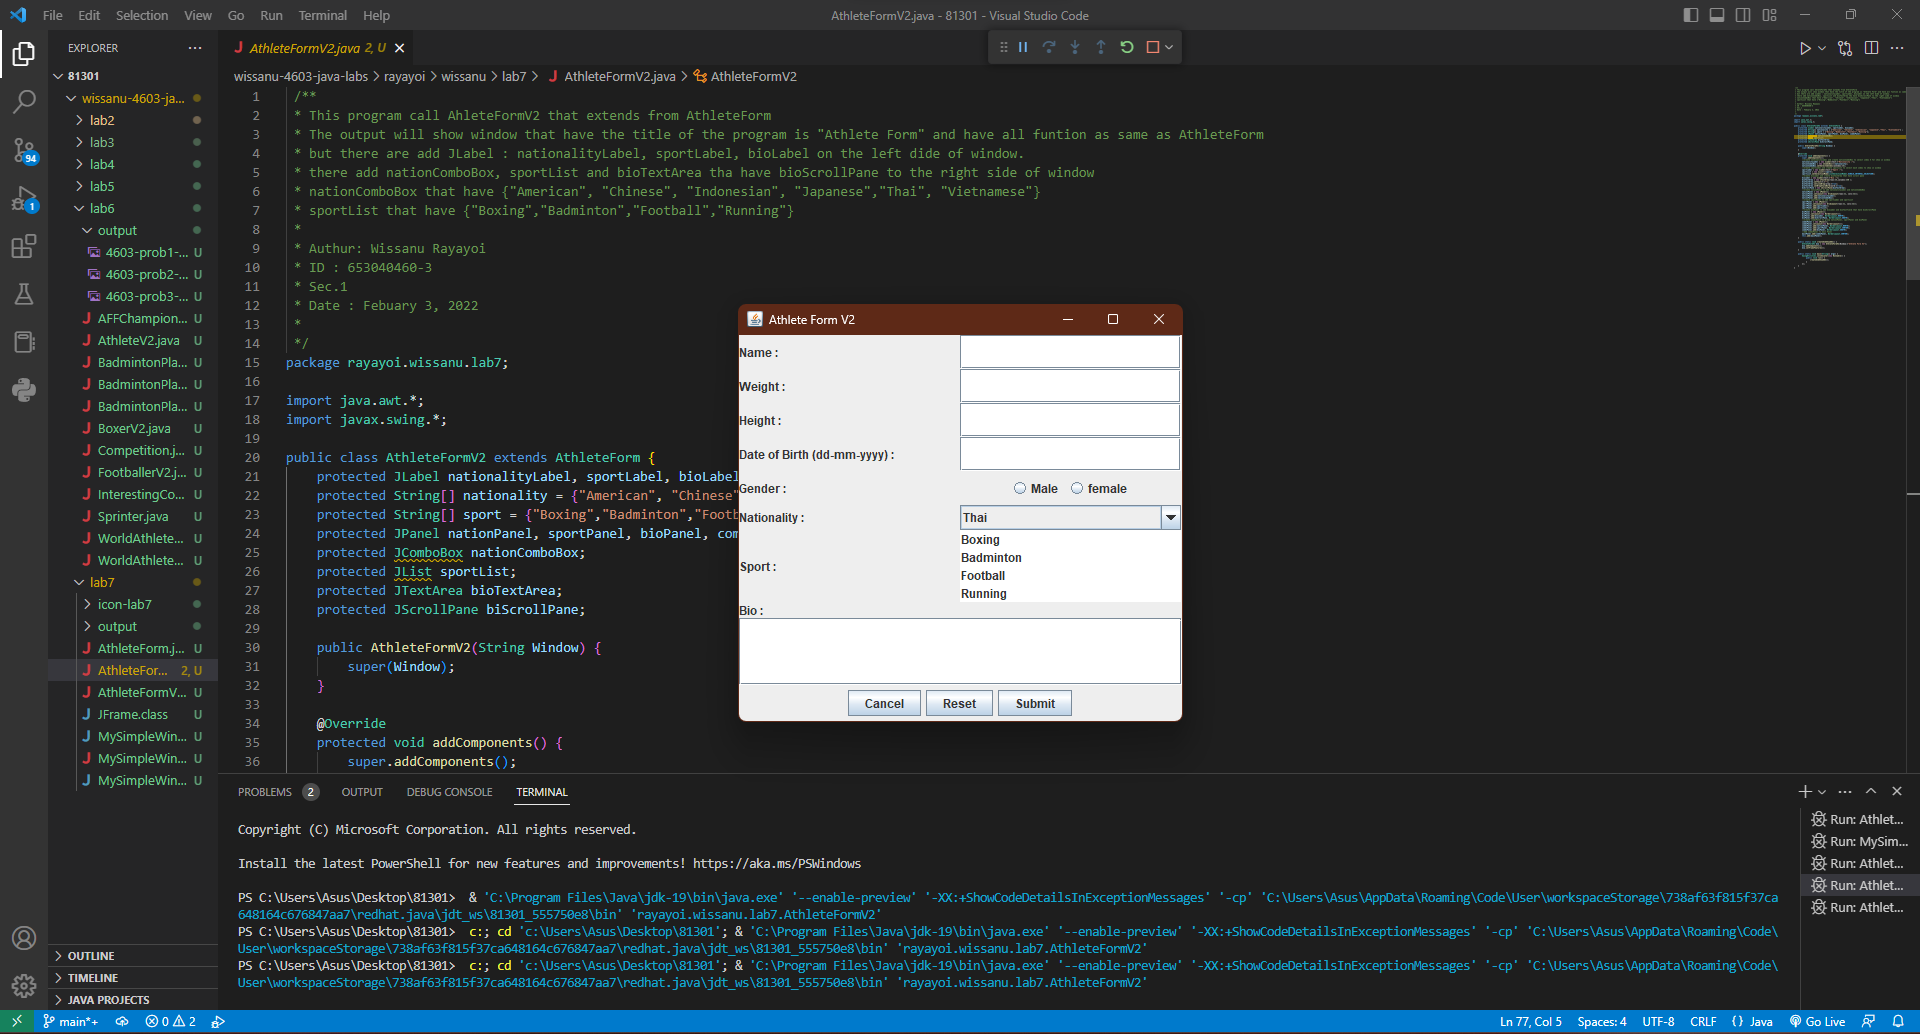 File Edit Selection View Go Run Terminal Help
AthleteFormV2.java - 81301 - Visual Studio Code
EXPLORER
81301
wissanu-4603-ja...
lab2
lab3
lab4
lab5
lab6
output
4603-prob1-... U
4603-prob2-... U
4603-prob3-... U
AFFChampion... U
AthleteV2.java U
BadmintonPla... U
BadmintonPla... U
BadmintonPla... U
BoxerV2.java U
Competition.j... U
FootballerV2.j... U
InterestingCo... U
Sprinter.java U
WorldAthlete... U
WorldAthlete... U
lab7
icon-lab7
output
AthleteForm.j... U
AthleteFor... 2, U
AthleteFormV... U
JFrame.class U
MySimpleWin... U
MySimpleWin... U
MySimpleWin... U
OUTLINE
TIMELINE
JAVA PROJECTS
94
1
AthleteFormV2.java 2, U
wissanu-4603-java-labs > rayayoi > wissanu > lab7 > AthleteFormV2.java > AthleteFormV2
1 /**
2 * This program call AhleteFormV2 that extends from AthleteForm
3 * The output will show window that have the title of the program is "Athlete Form" and have all funtion as same as AthleteForm
4 * but there are add JLabel : nationalityLabel, sportLabel, bioLabel on the left dide of window.
5 * there add nationComboBox, sportList and bioTextArea tha have bioScrollPane to the right side of window
6 * nationComboBox that have {"American", "Chinese", "Indonesian", "Japanese","Thai", "Vietnamese"}
7 * sportList that have {"Boxing","Badminton","Football","Running"}
8 *
9 * Authur: Wissanu Rayayoi
10 * ID : 653040460-3
11 * Sec.1
12 * Date : Febuary 3, 2022
13 *
14 */
15 package rayayoi.wissanu.lab7;
16
17 import java.awt.*;
18 import javax.swing.*;
19
20 public class AthleteFormV2 extends AthleteForm {
21 protected JLabel nationalityLabel, sportLabel, bioLabel
22 protected String[] nationality = {"American", "Chinese"
23 protected String[] sport = {"Boxing","Badminton","Footb
24 protected JPanel nationPanel, sportPanel, bioPanel, com
25 protected JComboBox nationComboBox;
26 protected JList sportList;
27 protected JTextArea bioTextArea;
28 protected JScrollPane biScrollPane;
29
30 public AthleteFormV2(String Window) {
31 super(Window);
32 }
33
34 @Override
35 protected void addComponents() {
36 super.addComponents();
Athlete Form V2
Name :
Weight :
Height :
Date of Birth (dd-mm-yyyy) :
Gender : Male female
Nationality : Thai
Boxing
Badminton
Sport :
Football
Running
Bio :
Cancel Reset Submit
PROBLEMS 2 OUTPUT DEBUG CONSOLE TERMINAL
Copyright (C) Microsoft Corporation. All rights reserved.
Install the latest PowerShell for new features and improvements! https://aka.ms/PSWindows
PS C:\Users\Asus\Desktop\81301> & 'C:\Program Files\Java\jdk-19\bin\java.exe' '--enable-preview' '-XX:+ShowCodeDetailsInExceptionMessages' '-cp' 'C:\Users\Asus\AppData\Roaming\Code\User\workspaceStorage\738af63f815f37ca
648164c676847aa7\redhat.java\jdt_ws\81301_555750e8\bin' 'rayayoi.wissanu.lab7.AthleteFormV2'
PS C:\Users\Asus\Desktop\81301> c:; cd 'c:\Users\Asus\Desktop\81301'; & 'C:\Program Files\Java\jdk-19\bin\java.exe' '--enable-preview' '-XX:+ShowCodeDetailsInExceptionMessages' '-cp' 'C:\Users\Asus\AppData\Roaming\Code\
User\workspaceStorage\738af63f815f37ca648164c676847aa7\redhat.java\jdt_ws\81301_555750e8\bin' 'rayayoi.wissanu.lab7.AthleteFormV2'
PS C:\Users\Asus\Desktop\81301> c:; cd 'c:\Users\Asus\Desktop\81301'; & 'C:\Program Files\Java\jdk-19\bin\java.exe' '--enable-preview' '-XX:+ShowCodeDetailsInExceptionMessages' '-cp' 'C:\Users\Asus\AppData\Roaming\Code\
User\workspaceStorage\738af63f815f37ca648164c676847aa7\redhat.java\jdt_ws\81301_555750e8\bin' 'rayayoi.wissanu.lab7.AthleteFormV2'
Run: Athlet...
Run: MySim...
Run: Athlet...
Run: Athlet...
Run: Athlet...
main*+ 0 2
Ln 77, Col 5 Spaces: 4 UTF-8 CRLF {} Java Go Live